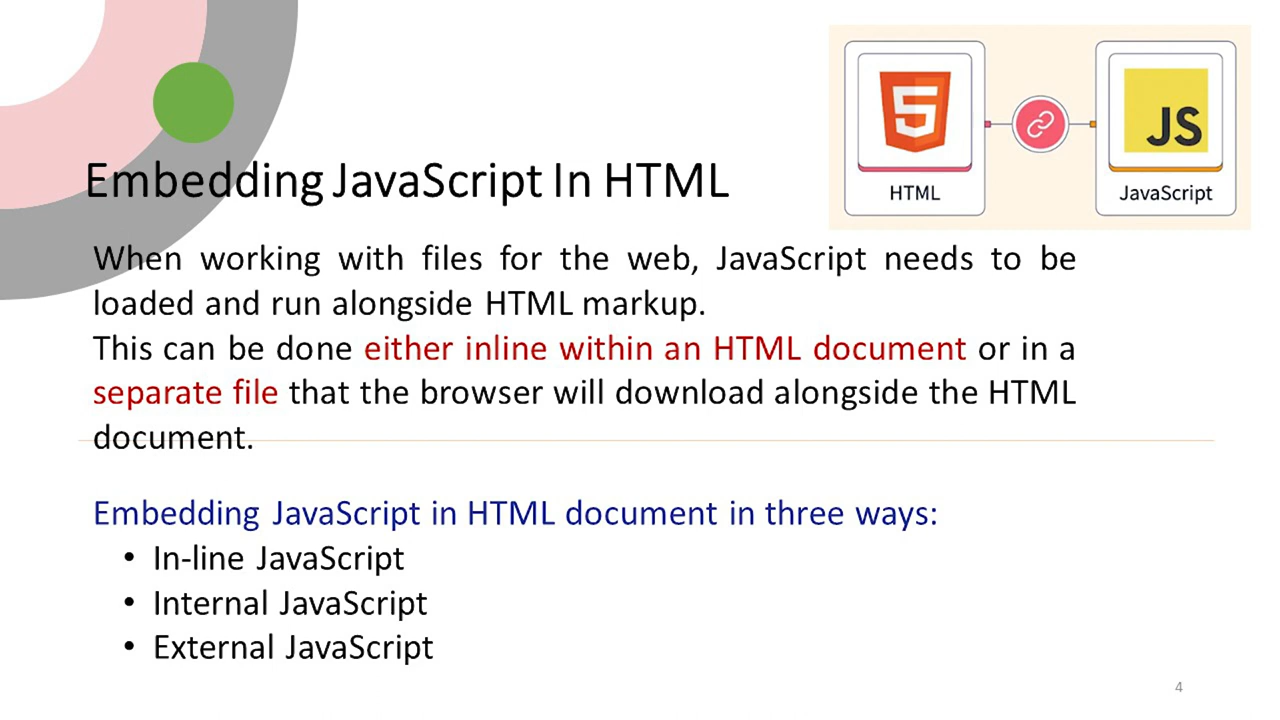 Embedding JavaScript In HTML
5
JS
HTML
JavaScript
When working with files for the web, JavaScript needs to be
loaded and run alongside HTML markup.
This can be done either inline within an HTML document or in a
separate file that the browser will download alongside the HTML
document.
Embedding JavaScript in HTML document in three ways:
• In-line JavaScript
• Internal JavaScript
• External JavaScript
4